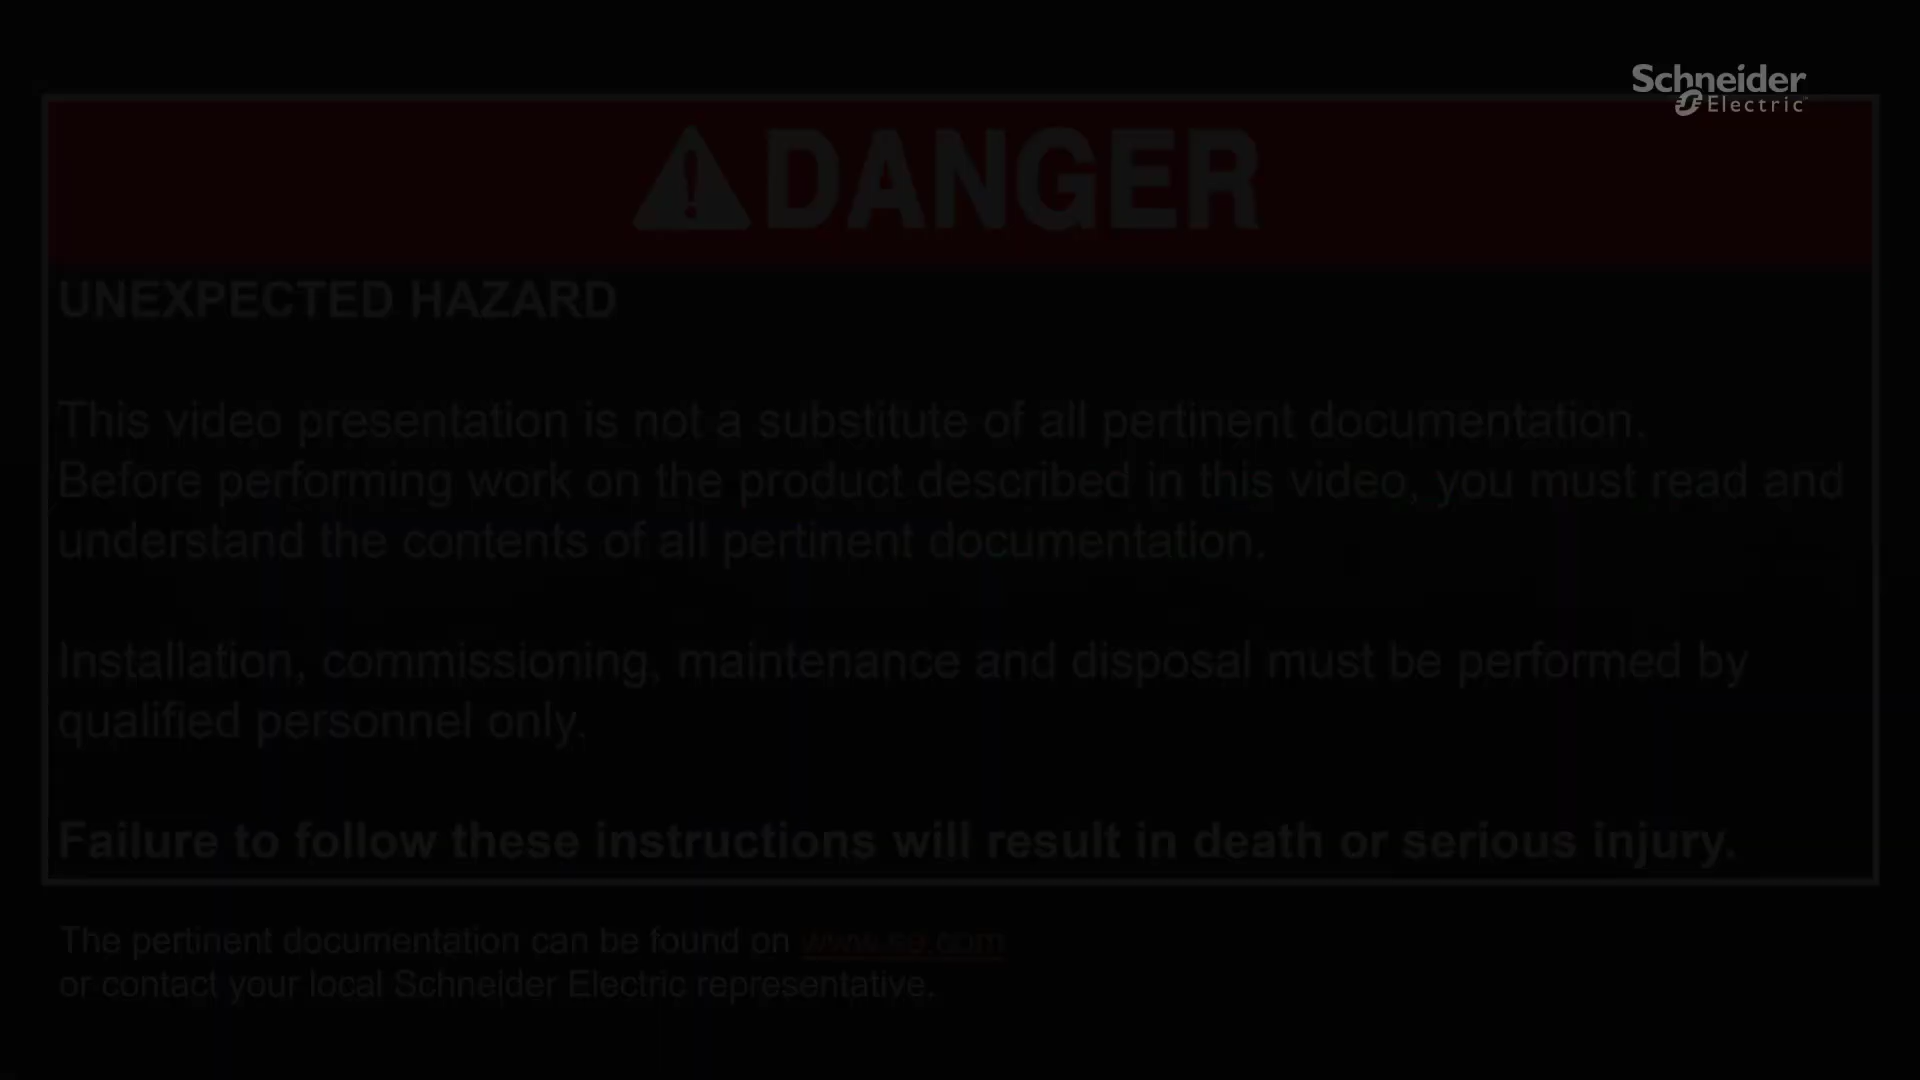 Schneider
Electric
DANGER
UNEXPECTED HAZARD
This video presentation is not a substitute of all pertinent documentation.
Before performing work on the product described in this video, you must read and
understand the contents of all pertinent documentation.
Installation, commissioning, maintenance and disposal must be performed by
qualified personnel only.
Failure to follow these instructions will result in death or serious injury.
The pertinent documentation can be found on www.se.com
or contact your local Schneider Electric representative.